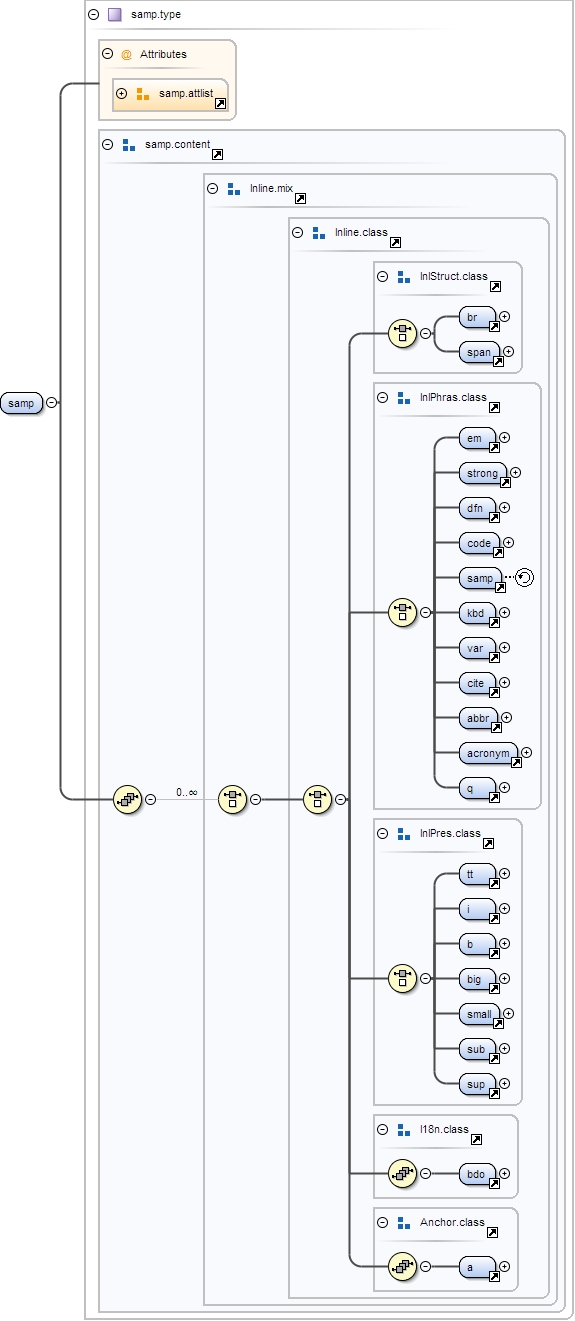 samp.type
@ Attributes
samp.attlist
samp.content
Inline.mix
Inline.class
InlStruct.class
br
span
samp
InlPhras.class
em
strong
dfn
code
samp
kbd
var
cite
abbr
acronym
q
0..∞
InlPres.class
tt
i
b
big
small
sub
sup
I18n.class
bdo
Anchor.class
a